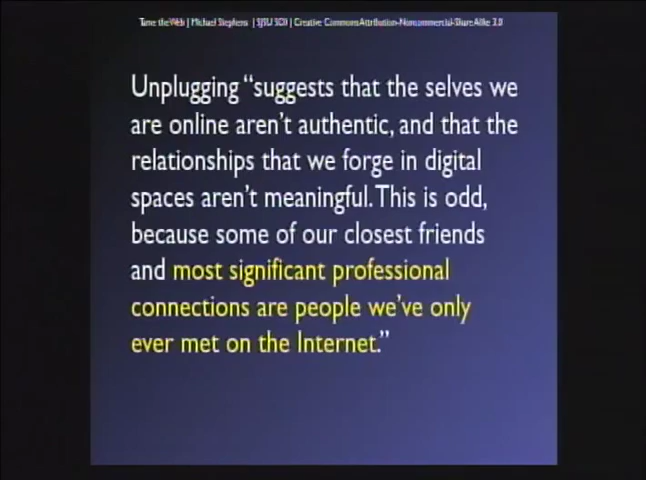 Tame the Web | Michael Stephens | SJSU SCO | Creative Commons Attribution-Noncommercial-Share Alike 3.0
Unplugging “suggests that the selves we
are online aren’t authentic, and that the
relationships that we forge in digital
spaces aren’t meaningful. This is odd,
because some of our closest friends
and most significant professional
connections are people we’ve only
ever met on the Internet.”